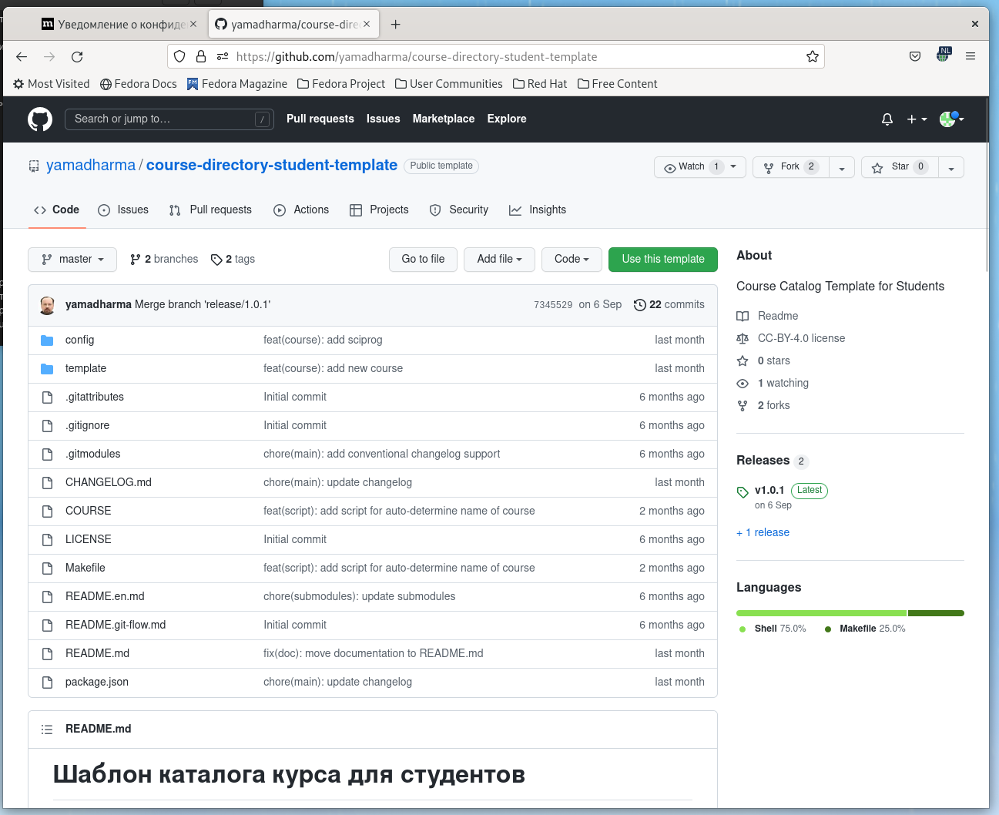 Уведомление о конфиде
yamadharma/course-dire
https://github.com/yamadharma/course-directory-student-template
NL
Most Visited
Fedora Docs
Fedora Magazine
Fedora Project
User Communities
Red Hat
Free Content
Search or jump to… /
Pull requests
Issues
Marketplace
Explore
yamadharma / course-directory-student-template Public template
Watch 1
Fork 2
Star 0
Code
Issues
Pull requests
Actions
Projects
Security
Insights
master
2 branches
2 tags
Go to file
Add file
Code
Use this template
yamadharma Merge branch 'release/1.0.1' 7345529 on 6 Sep 22 commits
config feat(course): add sciprog last month
template feat(course): add new course last month
.gitattributes Initial commit 6 months ago
.gitignore Initial commit 6 months ago
.gitmodules chore(main): add conventional changelog support 6 months ago
CHANGELOG.md chore(main): update changelog last month
COURSE feat(script): add script for auto-determine name of course 2 months ago
LICENSE Initial commit 6 months ago
Makefile feat(script): add script for auto-determine name of course 2 months ago
README.en.md chore(submodules): update submodules 6 months ago
README.git-flow.md Initial commit 6 months ago
README.md fix(doc): move documentation to README.md last month
package.json chore(main): update changelog last month
README.md
Шаблон каталога курса для студентов
About
Course Catalog Template for Students
Readme
CC-BY-4.0 license
0 stars
1 watching
2 forks
Releases 2
v1.0.1 Latest
on 6 Sep
+ 1 release
Languages
Shell 75.0% Makefile 25.0%